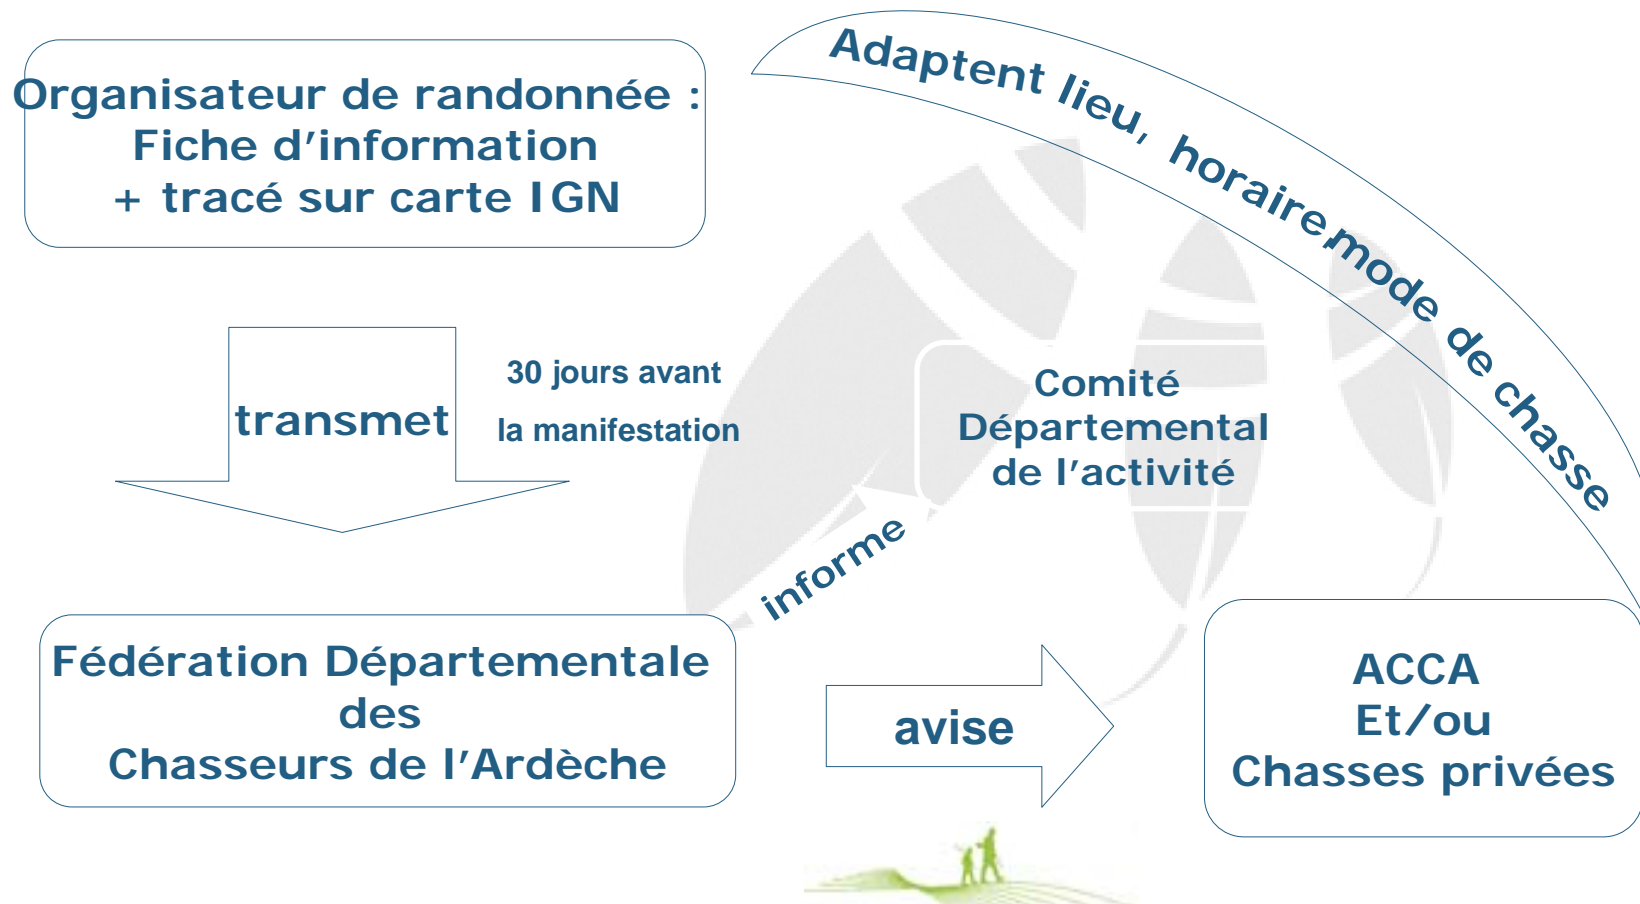 Organisateur de randonnée :
Fiche d'information
+ tracé sur carte IGN
Adaptent lieu, horaire,mode de chasse
transmet
30 jours avant
la manifestation
Comité
Départemental
de l'activité
informe
Fédération Départementale
des
Chasseurs de l'Ardèche
avise
ACCA
Et/ou
Chasses privées